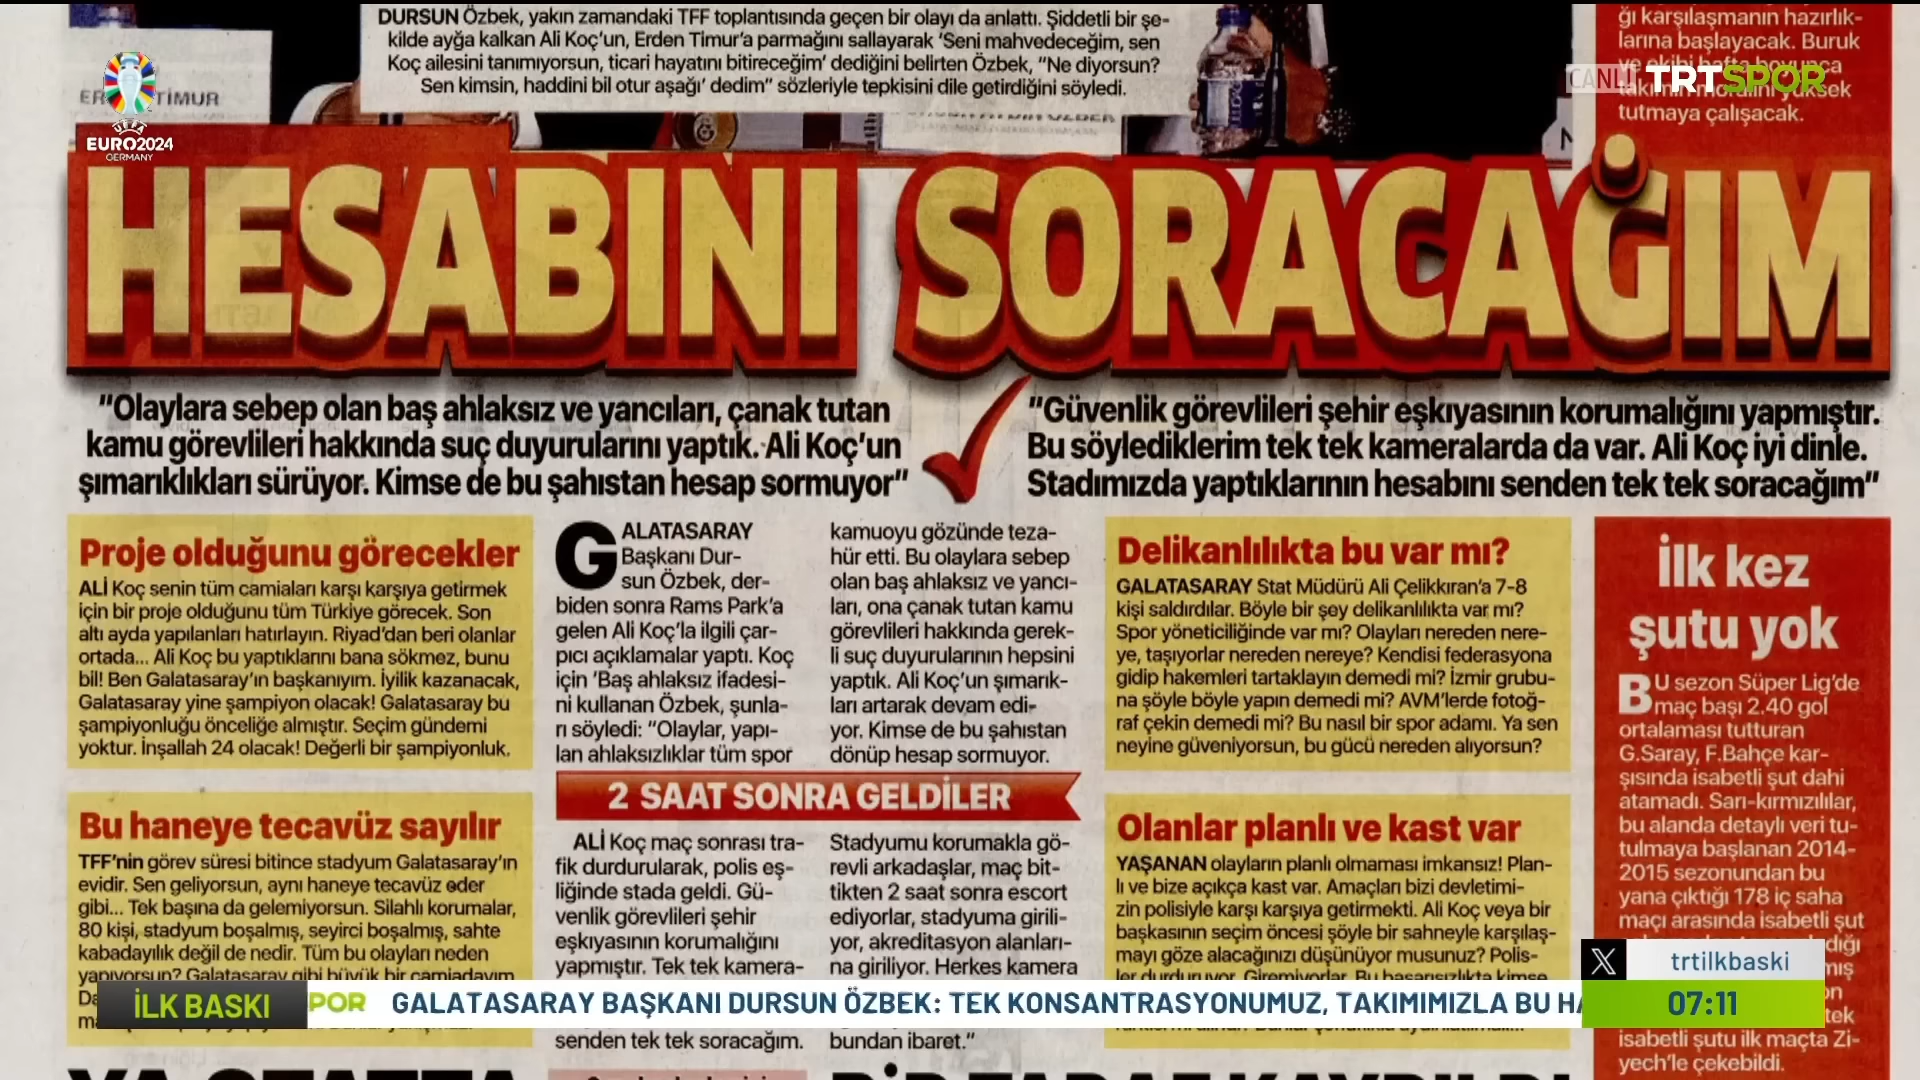 DURSUN Özbek, yakın zamandaki TFF toplantısında geçen bir olayı da anlattı. Şiddetli bir şe-
kilde ayağa kalkan Ali Koç'un, Erden Timur'a parmağını sallayarak 'Seni mahvedeceğim, sen
Koç ailesini tanımıyorsun, ticari hayatını bitireceğim' dediğini belirten Özbek, "Ne diyorsun?
Sen kimsin, haddini bil otur aşağı' dedim" sözleriyle tepkisini dile getirdiğini söyledi.
ğı karşılaşmanın hazırlık-
larına başlayacak. Buruk
ve ekibi hafta boyunca
takımın moralini yüksek
tutmaya çalışacak.
CANLI TRTSPOR
TIMUR
UEFA
EURO2024
GERMANY
HESABINI SORACAĞIM
"Olaylara sebep olan baş ahlaksız ve yancıları, çanak tutan
kamu görevlileri hakkında suç duyurularını yaptık. Ali Koç'un
şımarıklıkları sürüyor. Kimse de bu şahıstan hesap sormuyor"
"Güvenlik görevlileri şehir eşkıyasının korumalığını yapmıştır.
Bu söylediklerim tek tek kameralarda da var. Ali Koç iyi dinle.
Stadımızda yaptıklarının hesabını senden tek tek soracağım"
Proje olduğunu görecekler
ALİ Koç senin tüm camiaları karşı karşıya getirmek
için bir proje olduğunu tüm Türkiye görecek. Son
altı ayda yapılanları hatırlayın. Riyad'dan beri olanlar
ortada... Ali Koç bu yaptıklarını bana sökmez, bunu
bil! Ben Galatasaray'ın başkanıyım. İyilik kazanacak,
Galatasaray yine şampiyon olacak! Galatasaray bu
şampiyonluğu önceliğe almıştır. Seçim gündemi
yoktur. İnşallah 24 olacak! Değerli bir şampiyonluk.
Bu haneye tecavüz sayılır
TFF'nin görev süresi bitince stadyum Galatasaray'ın
evidir. Sen geliyorsun, aynı haneye tecavüz eder
gibi... Tek başına da gelemiyorsun. Silahlı korumalar,
80 kişi, stadyum boşalmış, seyirci boşalmış, sahte
kabadayılık değil de nedir. Tüm bu olayları neden
yapıyorsun? Galatasaray gibi büyük bir camiadayım.
GALATASARAY
Başkanı Dur-
sun Özbek, der-
biden sonra Rams Park'a
gelen Ali Koç'la ilgili çar-
pıcı açıklamalar yaptı. Koç
için 'Baş ahlaksız ifadesi-
ni kullanan Özbek, şunla-
rı söyledi: "Olaylar, yapı-
lan ahlaksızlıklar tüm spor
kamuoyu gözünde teza-
hür etti. Bu olaylara sebep
olan baş ahlaksız ve yancı-
ları, ona çanak tutan kamu
görevlileri hakkında gerek-
li suç duyurularının hepsini
yaptık. Ali Koç'un şımarık-
ları artarak devam edi-
yor. Kimse de bu şahıstan
dönüp hesap sormuyor.
2 SAAT SONRA GELDİLER
ALİ Koç maç sonrası tra-
fik durdurularak, polis eş-
liğinde stada geldi. Gü-
venlik görevlileri şehir
eşkıyasının korumalığını
yapmıştır. Tek tek kamera-
senden tek tek soracağım.
Stadyumu korumakla gö-
revli arkadaşlar, maç bit-
tikten 2 saat sonra escort
ediyorlar, stadyuma girili-
yor, akreditasyon alanları-
na giriliyor. Herkes kamera
bundan ibaret."
Delikanlılıkta bu var mı?
GALATASARAY Stat Müdürü Ali Çelikkıran'a 7-8
kişi saldırdılar. Böyle bir şey delikanlılıkta var mı?
Spor yöneticiliğinde var mı? Olayları nereden nere-
ye, taşıyorlar nereden nereye? Kendisi federasyona
gidip hakemleri tartaklayın demedi mi? İzmir grubu-
na şöyle böyle yapın demedi mi? AVM'lerde fotoğ-
raf çekin demedi mi? Bu nasıl bir spor adamı. Ya sen
neyine güveniyorsun, bu gücü nereden alıyorsun?
Olanlar planlı ve kast var
YAŞANAN olayların planlı olmaması imkansız! Plan-
lı ve bize açıkça kast var. Amaçları bizi devletimi-
zin polisiyle karşı karşıya getirmekti. Ali Koç veya bir
başkasının seçim öncesi şöyle bir sahneyle karşılaş-
mayı göze alacağınızı düşünüyor musunuz? Polis-
ler durduruyor. Giremiyorlar. Bu başarısızlıkta kimse
İlk kez
şutu yok
BU sezon Süper Lig'de
maç başı 2.40 gol
ortalaması tutturan
G.Saray, F.Bahçe kar-
şısında isabetli şut dahi
atamadı. Sarı-kırmızılılar,
bu alanda detaylı veri tu-
tulmaya başlanan 2014-
2015 sezonundan bu
yana çıktığı 178 iç saha
maçı arasında isabetli şut
tek
isabetli şutu ilk maçta Zi-
yech'le çekebildi.
X trtilkbaski
İLK BASKI
SPOR GALATASARAY BAŞKANI DURSUN ÖZBEK: TEK KONSANTRASYONUMUZ, TAKIMIMIZLA BU HA
07:11